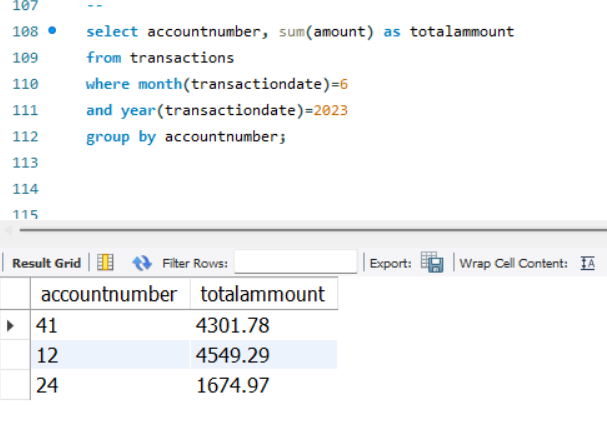 107 --
108 select accountnumber, sum(amount) as totalammount
109 from transactions
110 where month(transactiondate)=6
111 and year(transactiondate)=2023
112 group by accountnumber;
113
114
115
Result Grid Filter Rows: Export: Wrap Cell Content: IA
accountnumber totalammount
41 4301.78
12 4549.29
24 1674.97